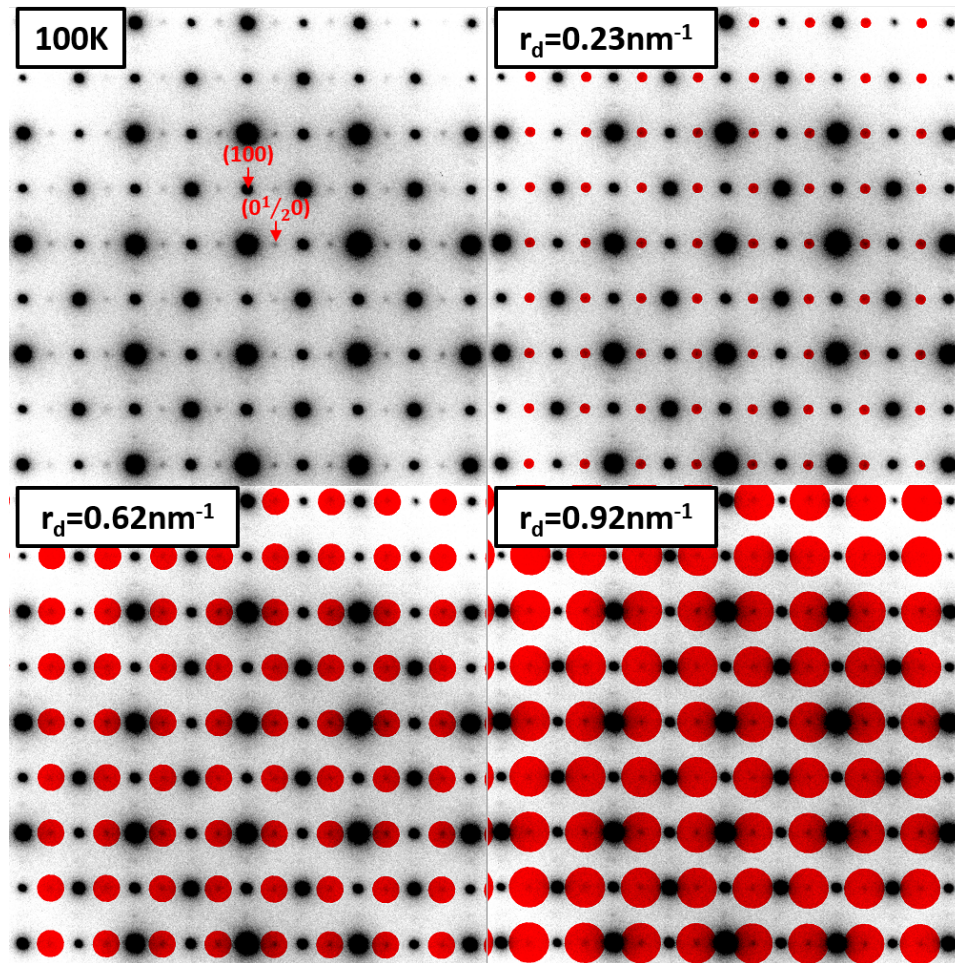 100K
r_d=0.23nm⁻¹
(100)
(0¹/₂0)
r_d=0.62nm⁻¹
r_d=0.92nm⁻¹